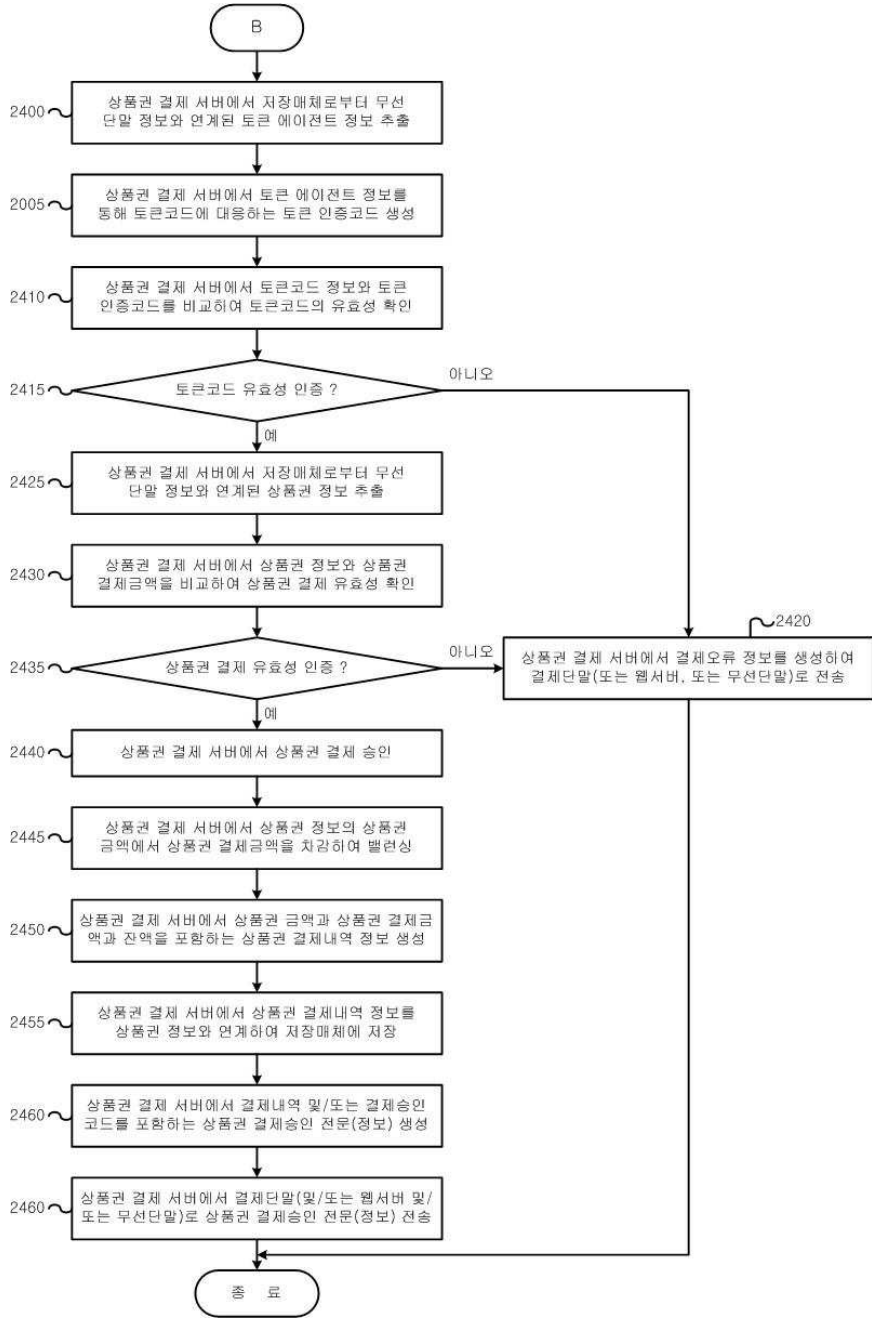 B
2400
상품권 결제 서버에서 저장매체로부터 무선
단말 정보와 연계된 토큰 에이전트 정보 추출
2005
상품권 결제 서버에서 토큰 에이전트 정보를
통해 토큰코드에 대응하는 토큰 인증코드 생성
2410
상품권 결제 서버에서 토큰코드 정보와 토큰
인증코드를 비교하여 토큰코드의 유효성 확인
2415
토큰코드 유효성 인증 ?
아니오
예
2425
상품권 결제 서버에서 저장매체로부터 무선
단말 정보와 연계된 상품권 정보 추출
2430
상품권 결제 서버에서 상품권 정보와 상품권
결제금액을 비교하여 상품권 결제 유효성 확인
2435
상품권 결제 유효성 인증 ?
아니오
예
2420
상품권 결제 서버에서 결제오류 정보를 생성하여
결제단말(또는 웹서버, 또는 무선단말)로 전송
2440
상품권 결제 서버에서 상품권 결제 승인
2445
상품권 결제 서버에서 상품권 정보의 상품권
금액에서 상품권 결제금액을 차감하여 밸런싱
2450
상품권 결제 서버에서 상품권 금액과 상품권 결제금
액과 잔액을 포함하는 상품권 결제내역 정보 생성
2455
상품권 결제 서버에서 상품권 결제내역 정보를
상품권 정보와 연계하여 저장매체에 저장
2460
상품권 결제 서버에서 결제내역 및/또는 결제승인
코드를 포함하는 상품권 결제승인 전문(정보) 생성
2460
상품권 결제 서버에서 결제단말(및/또는 웹서버 및/
또는 무선단말)로 상품권 결제승인 전문(정보) 전송
종 료